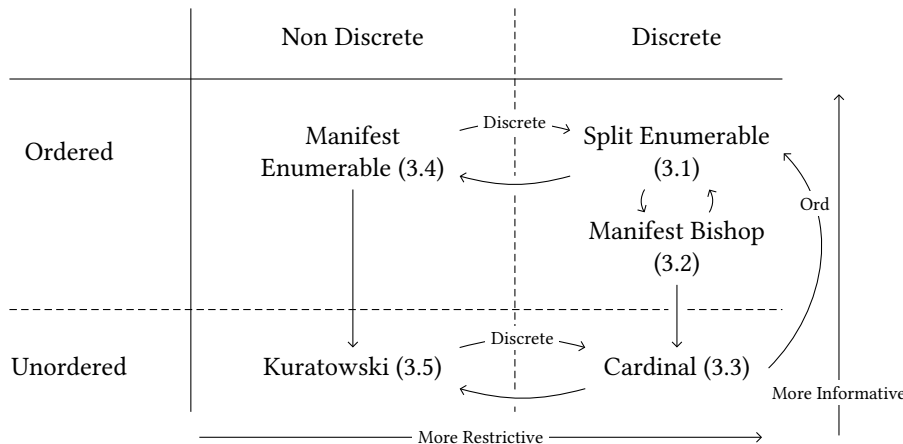 Non Discrete
Discrete
Ordered
Manifest
Enumerable (3.4)
Discrete
Split Enumerable
(3.1)
Ord
Manifest Bishop
(3.2)
Unordered
Kuratowski (3.5)
Discrete
Cardinal (3.3)
More Informative
More Restrictive